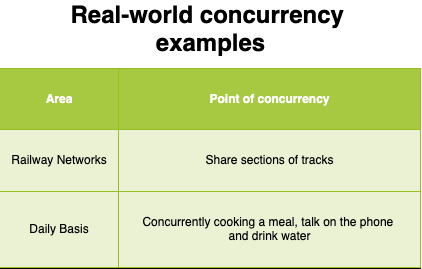 Real-world concurrency
examples
Area
Point of concurrency
Railway Networks
Share sections of tracks
Daily Basis
Concurrently cooking a meal, talk on the phone
and drink water